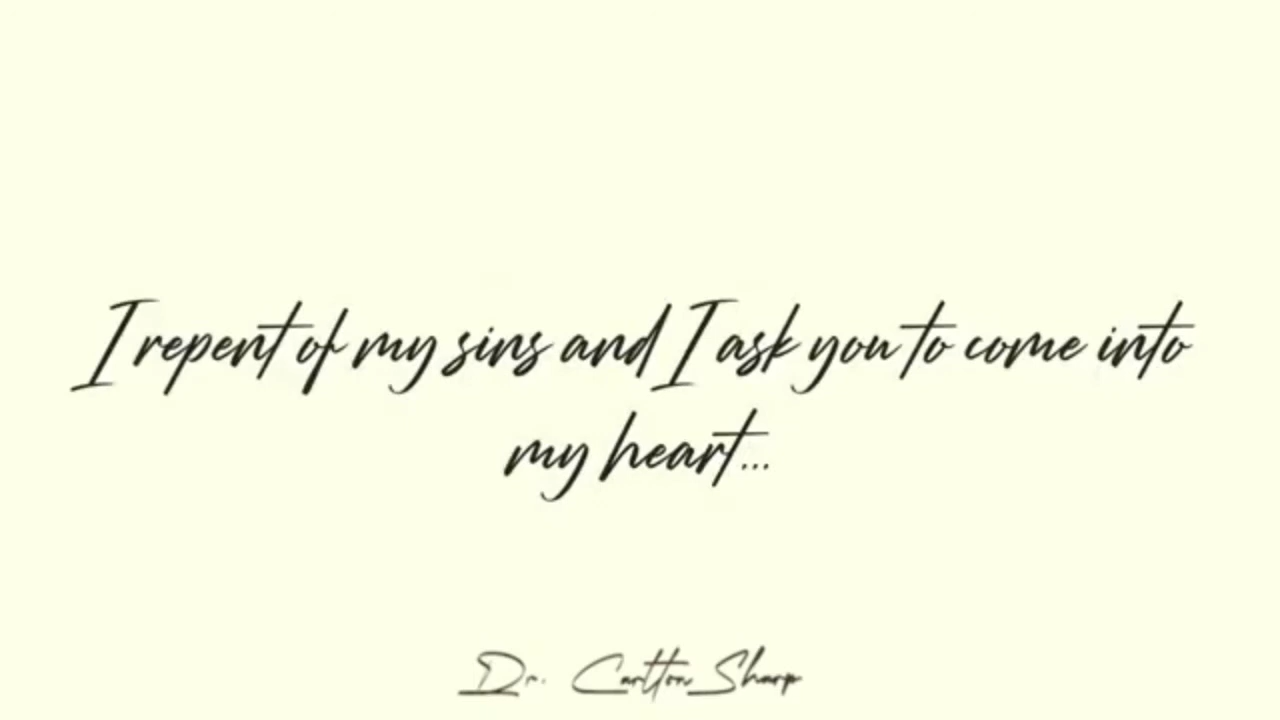 I repent of my sins and I ask you to come into
my heart...
Dr. Carlton Sharp